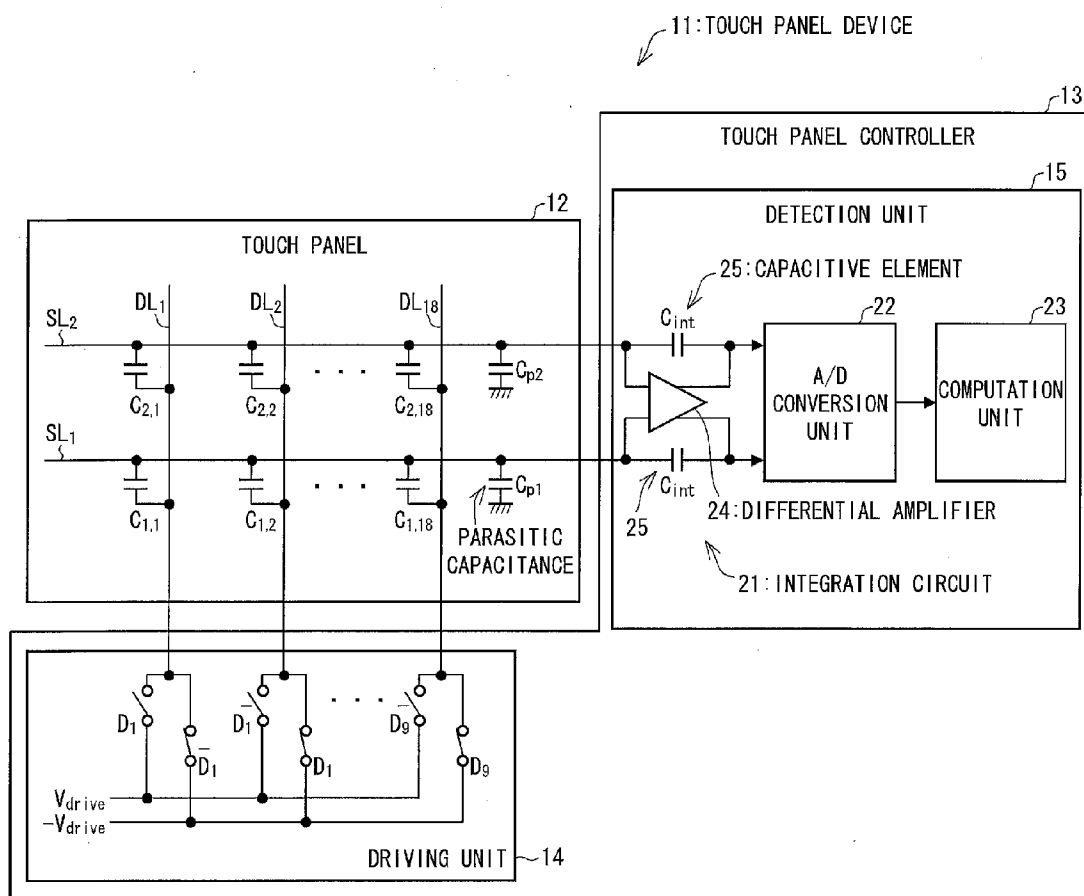 11:TOUCH PANEL DEVICE
13
TOUCH PANEL CONTROLLER
15
DETECTION UNIT
12
TOUCH PANEL
25:CAPACITIVE ELEMENT
DL1
DL2
DL18
SL2
Cint
22
23
Cp2
C2,1
C2,2
. . .
C2,18
A/D
CONVERSION
UNIT
COMPUTATION
UNIT
SL1
Cp1
Cint
C1,1
C1,2
. . .
C1,18
25
24:DIFFERENTIAL AMPLIFIER
PARASITIC
CAPACITANCE
21:INTEGRATION CIRCUIT
D1
D̅1
D̅1
D1
. . .
D̅9
D9
Vdrive
-Vdrive
DRIVING UNIT
14